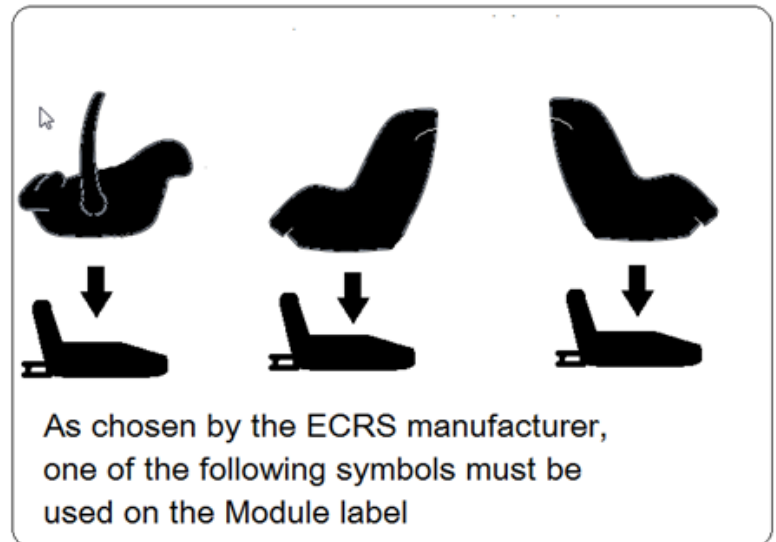 As chosen by the ECRS manufacturer,
one of the following symbols must be
used on the Module label